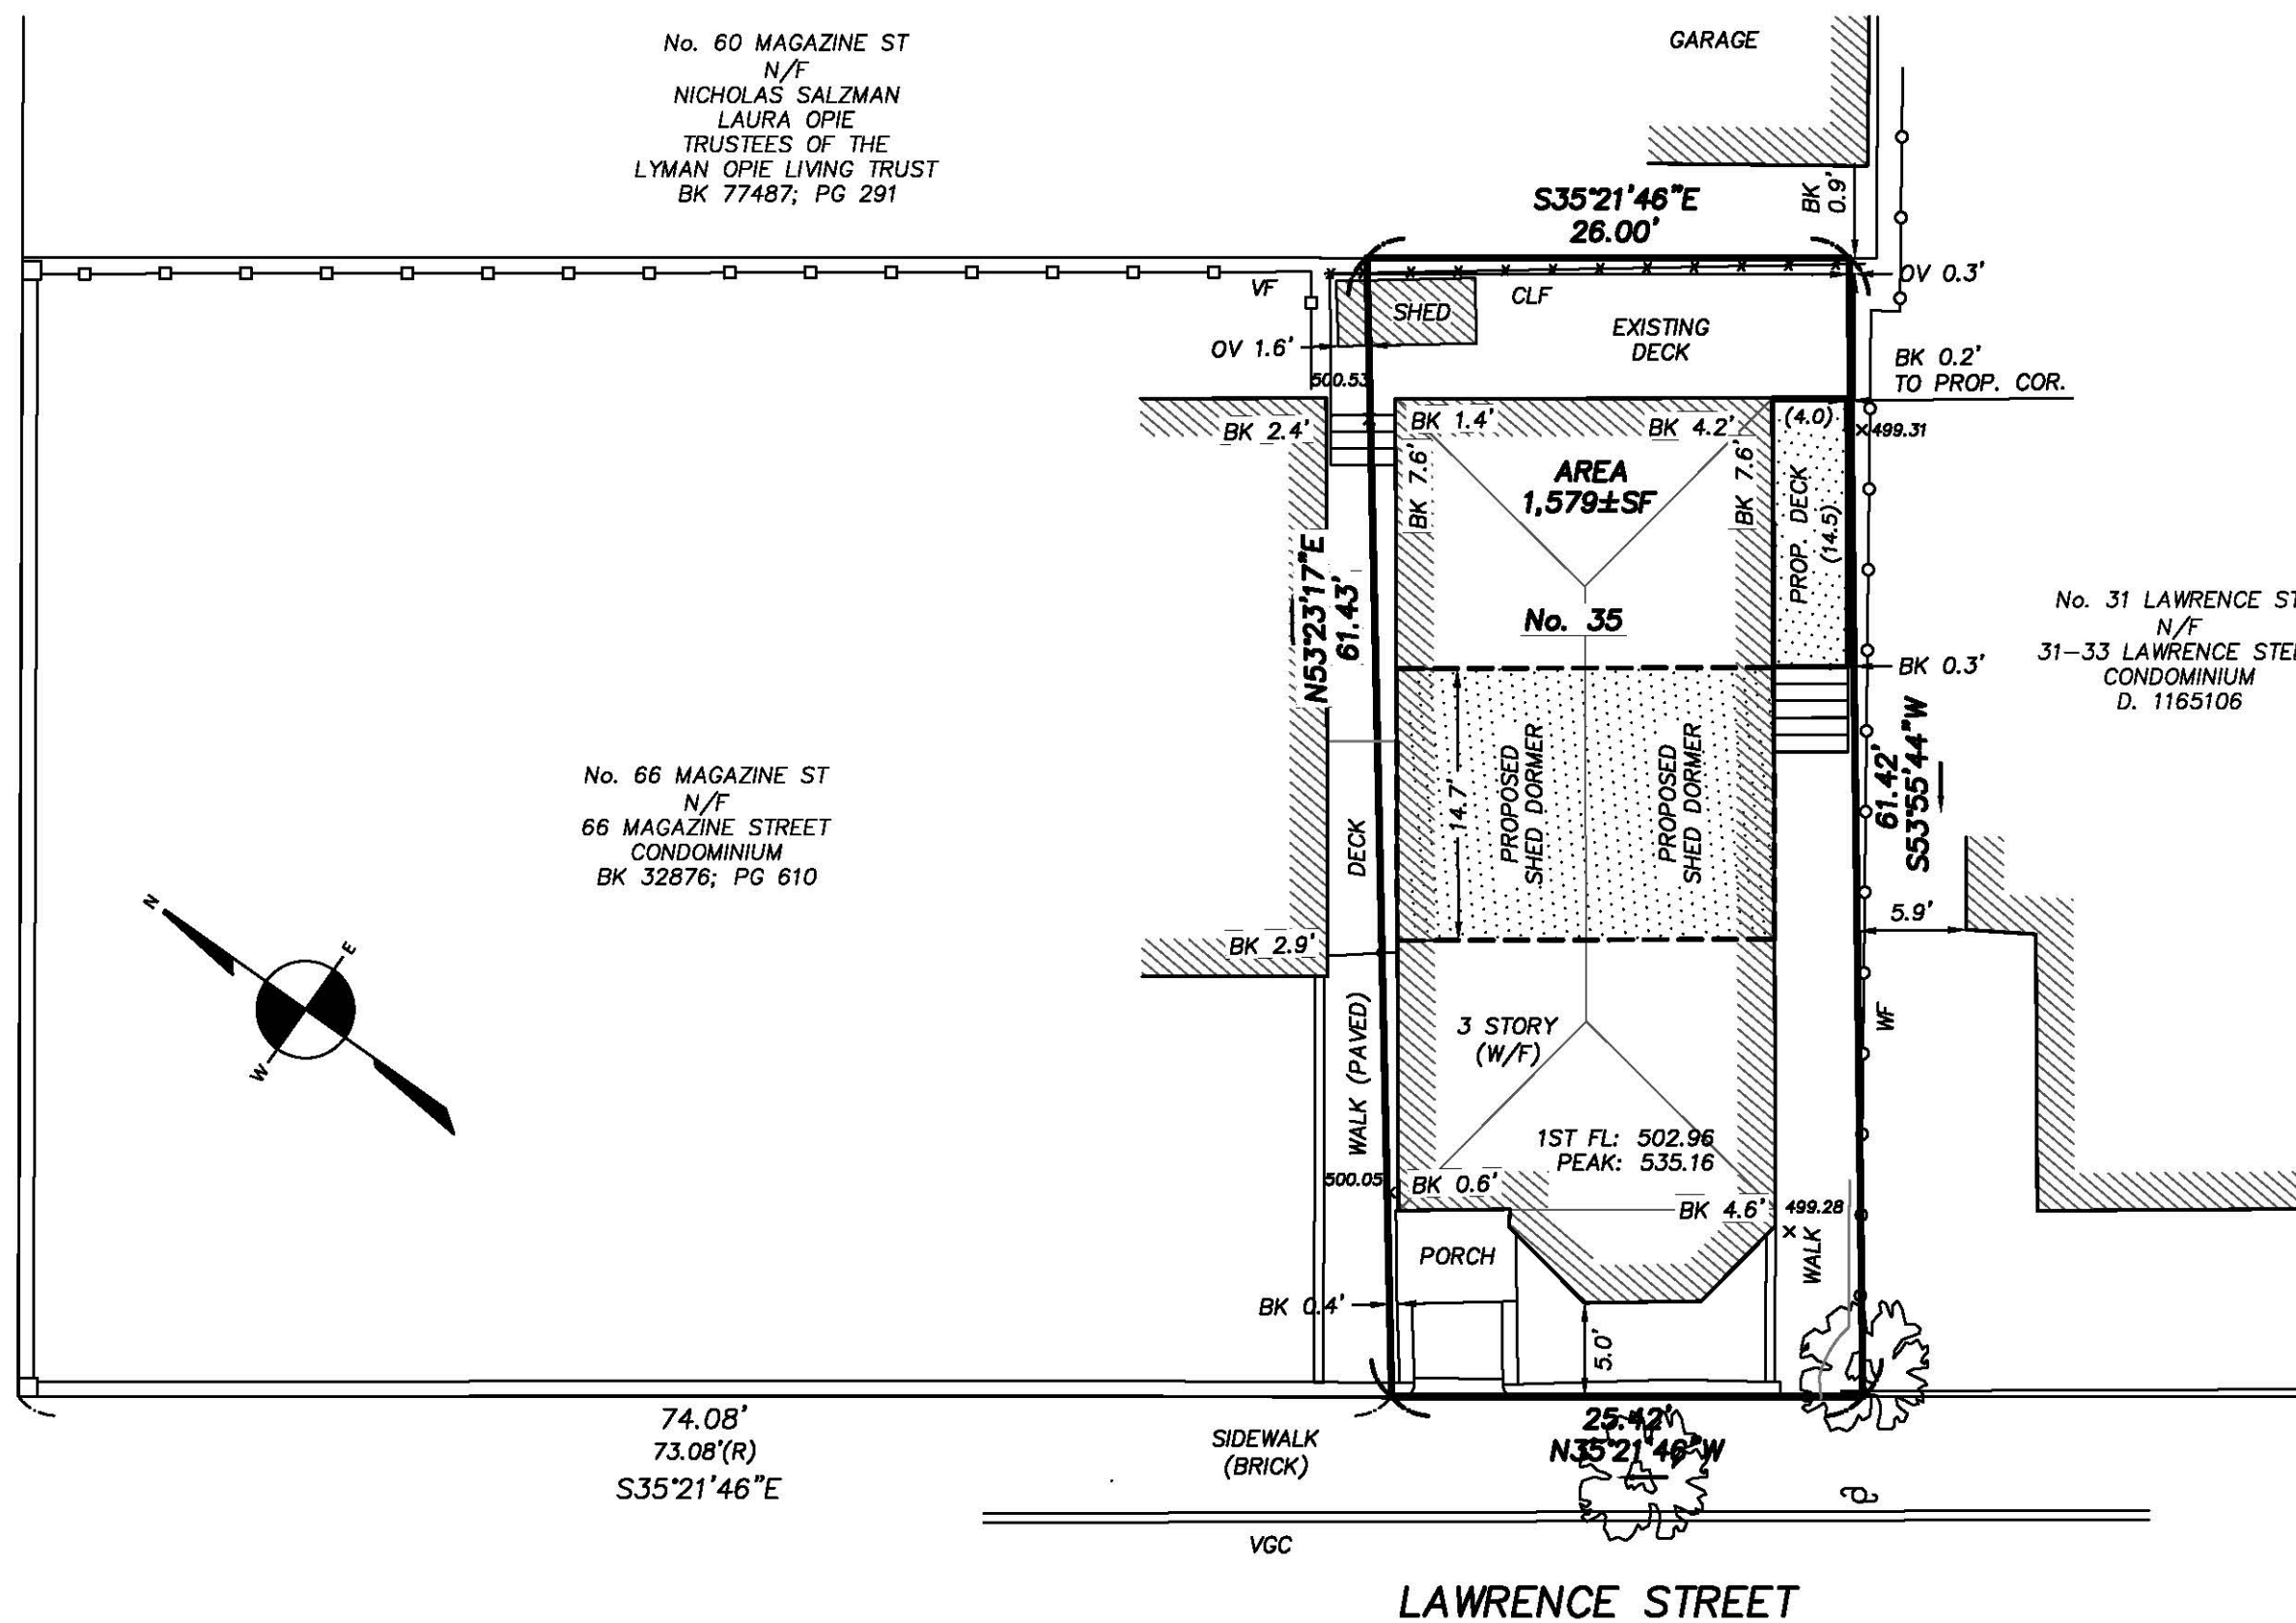 No. 60 MAGAZINE ST
N/F
NICHOLAS SALZMAN
LAURA OPIE
TRUSTEES OF THE
LYMAN OPIE LIVING TRUST
BK 77487; PG 291
GARAGE
BK
0.9'
S35°21'46"E
26.00'
OV 0.3'
VF
CLF
SHED
EXISTING
DECK
OV 1.6'
BK 0.2'
TO PROP. COR.
500.53
BK 2.4'
BK 1.4'
BK 4.2'
(4.0)
499.31
BK 7.6'
BK 7.6'
AREA
1,579±SF
PROP. DECK
(14.5)
N53°23'17"E
61.43'
No. 35
No. 31 LAWRENCE ST
N/F
31-33 LAWRENCE
CONDOMINIUM
D. 1165106
BK 0.3'
61.42'
S53°55'44"W
14.7'
PROPOSED
SHED DORMER
PROPOSED
SHED DORMER
No. 66 MAGAZINE ST
N/F
66 MAGAZINE STREET
CONDOMINIUM
BK 32876; PG 610
DECK
N
E
W
5.9'
BK 2.9'
WF
3 STORY
(W/F)
WALK (PAVED)
1ST FL: 502.96
PEAK: 535.16
500.05
BK 0.6'
BK 4.6'
499.28
WALK
PORCH
BK 0.4'
5.0'
74.08'
73.08'(R)
S35°21'46"E
SIDEWALK
(BRICK)
25.42'
N35°21'46"W
VGC
LAWRENCE STREET